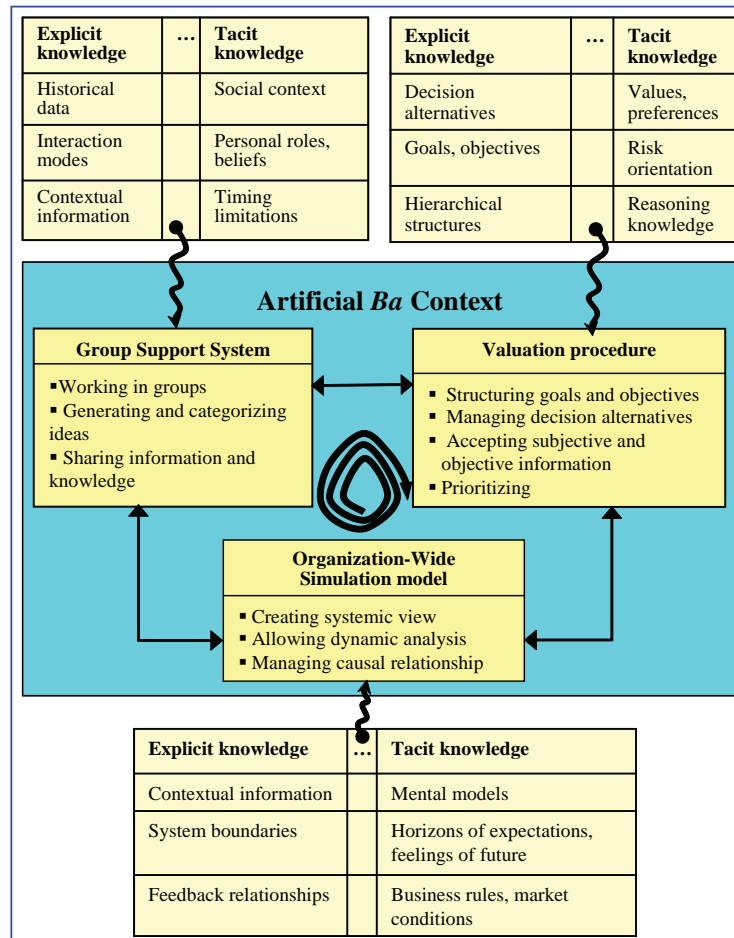 Explicit knowledge
…
Tacit knowledge
Historical data
Social context
Interaction modes
Personal roles, beliefs
Contextual information
Timing limitations
Explicit knowledge
…
Tacit knowledge
Decision alternatives
Values, preferences
Goals, objectives
Risk orientation
Hierarchical structures
Reasoning knowledge
Artificial Ba Context
Group Support System
▪Working in groups
▪ Generating and categorizing
ideas
▪ Sharing information and
knowledge
Valuation procedure
▪ Structuring goals and objectives
▪ Managing decision alternatives
▪ Accepting subjective and
objective information
▪ Prioritizing
Organization-Wide
Simulation model
▪ Creating systemic view
▪ Allowing dynamic analysis
▪ Managing causal relationship
Explicit knowledge
…
Tacit knowledge
Contextual information
Mental models
System boundaries
Horizons of expectations,
feelings of future
Feedback relationships
Business rules, market
conditions